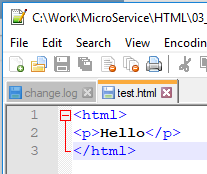 C:\Work\MicroService\HTML\03_
File Edit Search View Encodin
change.log test.html
1 <html>
2 <p>Hello</p>
3 </html>